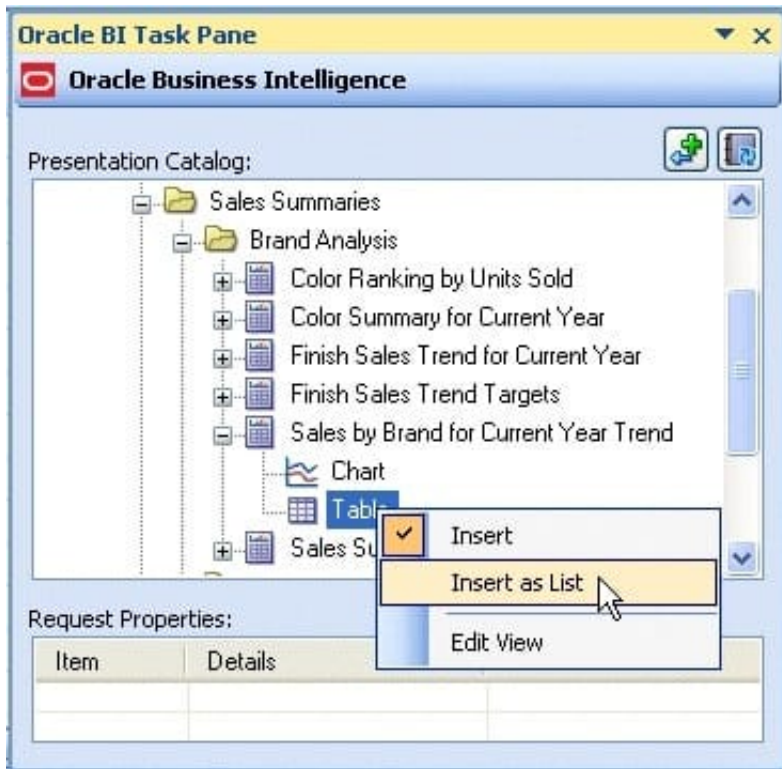 Oracle BI Task Pane
Oracle Business Intelligence
Presentation Catalog:
Sales Summaries
Brand Analysis
Color Ranking by Units Sold
Color Summary for Current Year
Finish Sales Trend for Current Year
Finish Sales Trend Targets
Sales by Brand for Current Year Trend
Chart
Table
Insert
Sales
Insert as List
Request Properties:
Edit View
Item Details